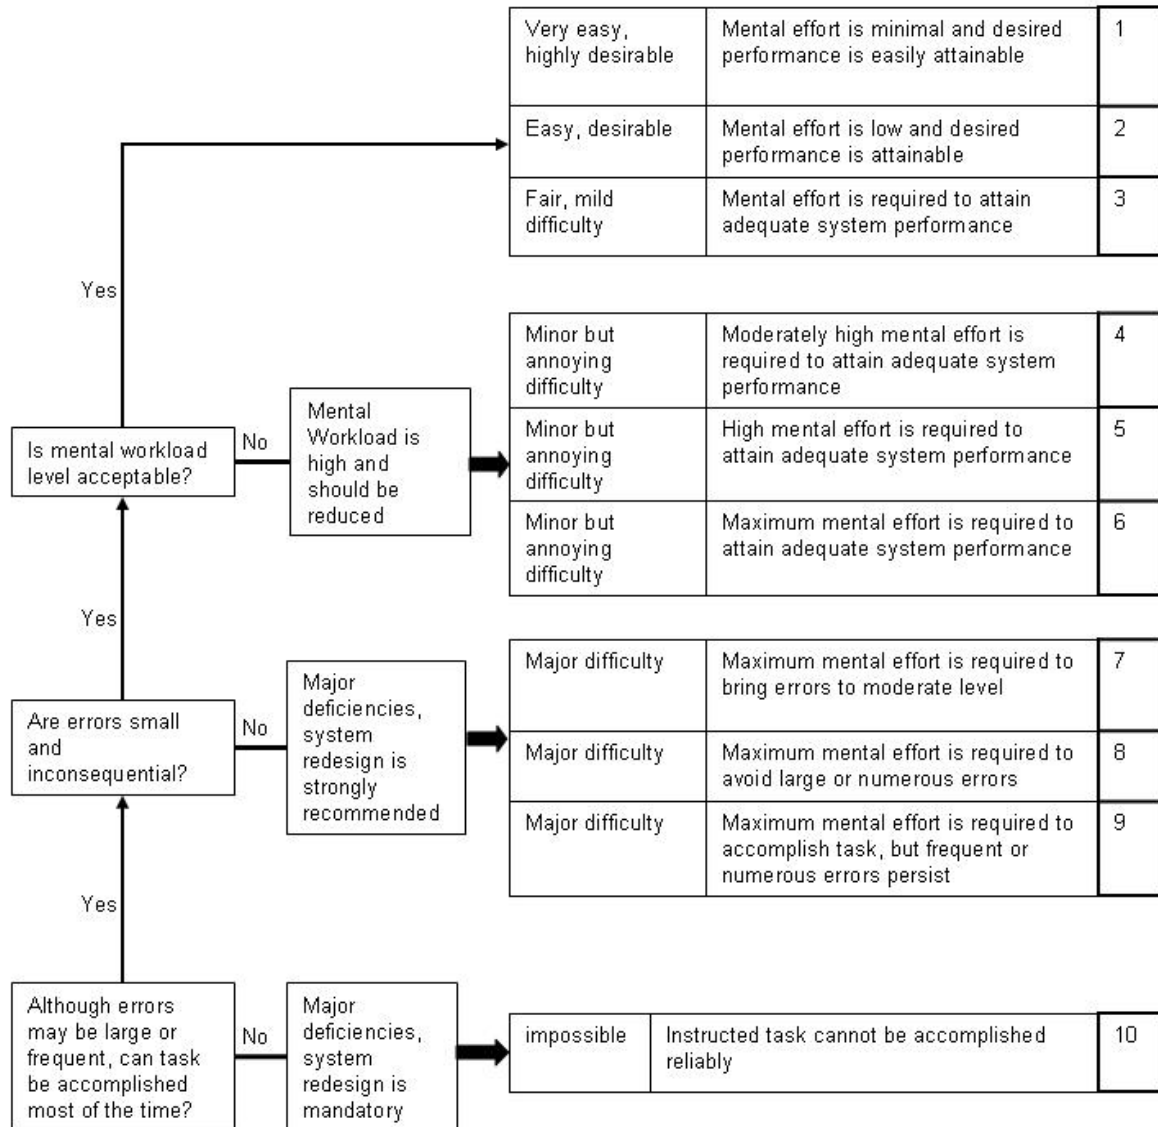 Very easy,
highly desirable
Mental effort is minimal and desired
performance is easily attainable
1
Easy, desirable
Mental effort is low and desired
performance is attainable
2
Fair, mild
difficulty
Mental effort is required to attain
adequate system performance
3
Yes
Minor but
annoying
difficulty
Moderately high mental effort is
required to attain adequate system
performance
4
Is mental workload
level acceptable?
No
Mental
Workload is
high and
should be
reduced
Minor but
annoying
difficulty
High mental effort is required to
attain adequate system performance
5
Minor but
annoying
difficulty
Maximum mental effort is required to
attain adequate system performance
6
Yes
Major difficulty
Maximum mental effort is required to
bring errors to moderate level
7
Are errors small
and
inconsequential?
No
Major
deficiencies,
system
redesign is
strongly
recommended
Major difficulty
Maximum mental effort is required to
avoid large or numerous errors
8
Major difficulty
Maximum mental effort is required to
accomplish task, but frequent or
numerous errors persist
9
Yes
Although errors
may be large or
frequent, can task
be accomplished
most of the time?
No
Major
deficiencies,
system
redesign is
mandatory
impossible
Instructed task cannot be accomplished
reliably
10